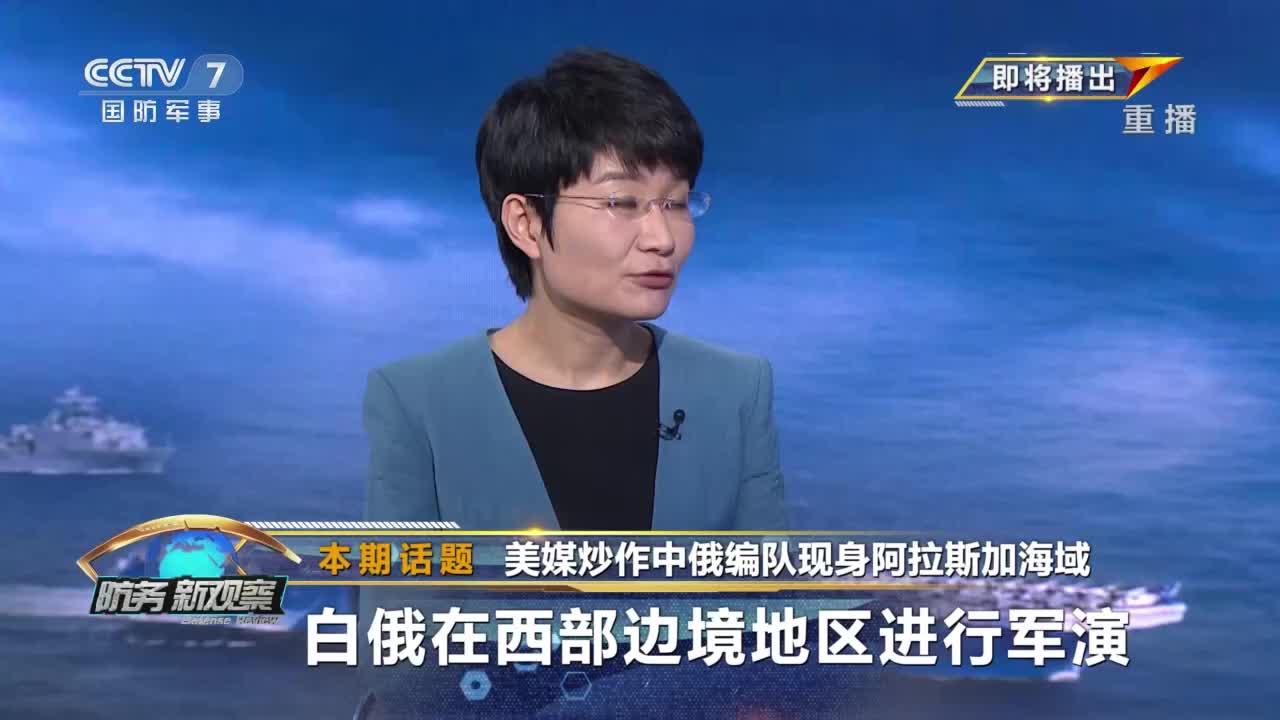 CCTV 7
国防军事
即将播出
重播
本期话题 美媒炒作中俄编队现身阿拉斯加海域
防务新观察
Defense REVIEW
白俄在西部边境地区进行军演